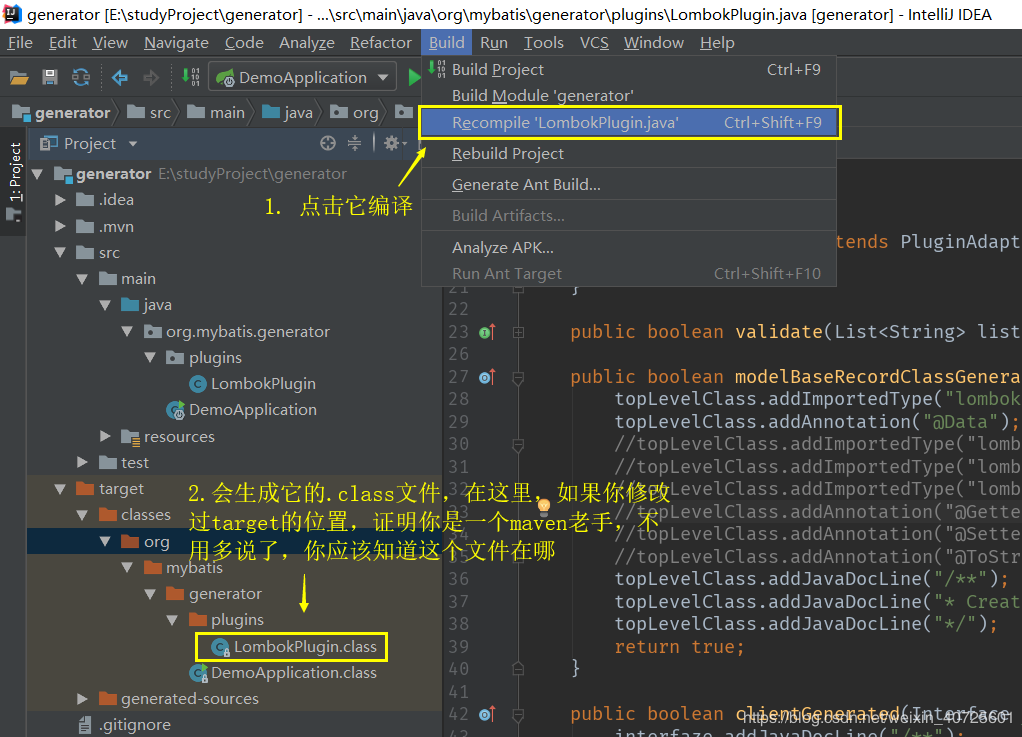 generator [E:\studyProject\generator] - ...\src\main\java\org\mybatis\generator\plugins\LombokPlugin.java [generator] - IntelliJ IDEA
File Edit View Navigate Code Analyze Refactor Build Run Tools VCS Window Help
DemoApplication
generator src main java org
Build Project Ctrl+F9
Build Module 'generator'
Recompile 'LombokPlugin.java' Ctrl+Shift+F9
Rebuild Project
Generate Ant Build...
Build Artifacts...
Analyze APK...
Run Ant Target Ctrl+Shift+F10
1: Project
Project
generator E:\studyProject\generator
.idea
.mvn
src
main
java
org.mybatis.generator
plugins
LombokPlugin
DemoApplication
resources
test
target
classes
org
mybatis
generator
plugins
LombokPlugin.class
DemoApplication.class
generated-sources
.gitignore
1. 点击它编译
2.会生成它的.class文件，在这里，如果你修改
过target的位置，证明你是一个maven老手，不
用多说了，你应该知道这个文件在哪
tends PluginAdapt
21 }
22
23 public boolean validate(List<String> list
26
27 public boolean modelBaseRecordClassGenera
28 topLevelClass.addImportedType("lombok
29 topLevelClass.addAnnotation("@Data");
30 //topLevelClass.addImportedType("lomb
31 //topLevelClass.addImportedType("lomb
32 //topLevelClass.addImportedType("lomb
//topLevelClass.addAnnotation("@Gette
//topLevelClass.addAnnotation("@Sette
//topLevelClass.addAnnotation("@ToStr
36 topLevelClass.addJavaDocLine("/**");
37 topLevelClass.addJavaDocLine("* Creat
38 topLevelClass.addJavaDocLine("*/");
39 return true;
40 }
41
42 public boolean clientGenerated(Interface
43 interfaze.addJavaDocLine("/**");
https://blog.csdn.net/weixin_40726601